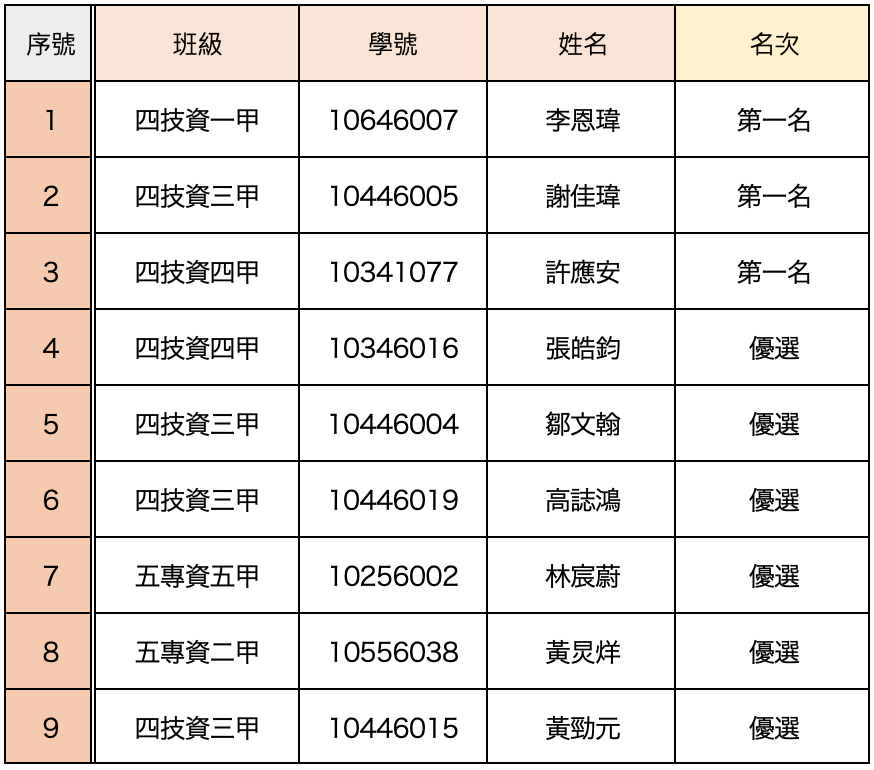 序號 班級 學號 姓名 名次
1 四技資一甲 10646007 李恩瑋 第一名
2 四技資三甲 10446005 謝佳瑋 第一名
3 四技資四甲 10341077 許應安 第一名
4 四技資四甲 10346016 張皓鈞 優選
5 四技資三甲 10446004 鄒文翰 優選
6 四技資三甲 10446019 高誌鴻 優選
7 五專資五甲 10256002 林宸蔚 優選
8 五專資二甲 10556038 黃炅烊 優選
9 四技資三甲 10446015 黃勁元 優選